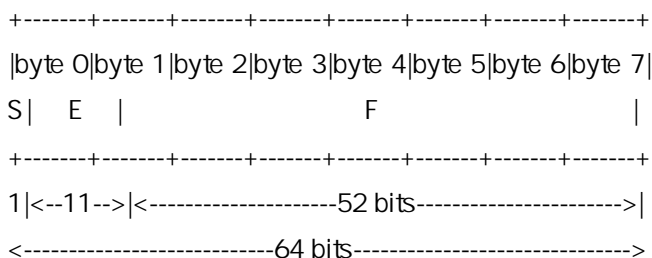 +-------+-------+-------+-------+-------+-------+-------+-------+
|byte 0|byte 1|byte 2|byte 3|byte 4|byte 5|byte 6|byte 7|
S| E | F |
+-------+-------+-------+-------+-------+-------+-------+-------+
1|<--11-->|<----------------------52 bits----------------------->|
<---------------------------64 bits------------------------------>